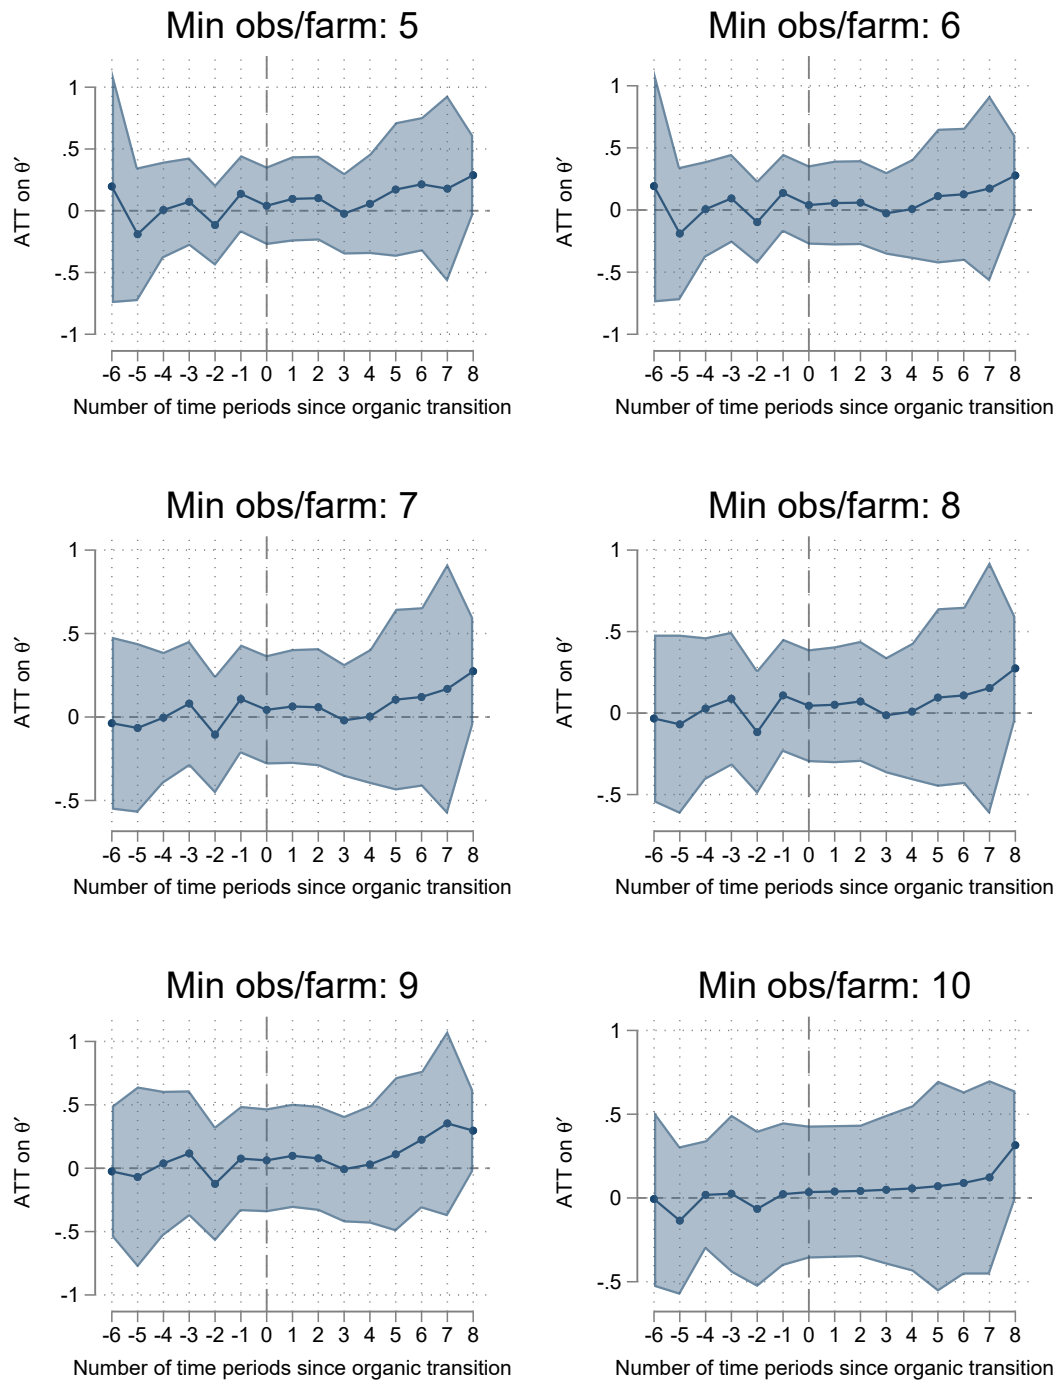 Min obs/farm: 5
ATT on θ′
1
.5
0
-.5
-1
-6 -5 -4 -3 -2 -1 0 1 2 3 4 5 6 7 8
Number of time periods since organic transition
Min obs/farm: 6
ATT on θ′
1
.5
0
-.5
-1
-6 -5 -4 -3 -2 -1 0 1 2 3 4 5 6 7 8
Number of time periods since organic transition
Min obs/farm: 7
ATT on θ′
1
.5
0
-.5
-6 -5 -4 -3 -2 -1 0 1 2 3 4 5 6 7 8
Number of time periods since organic transition
Min obs/farm: 8
ATT on θ′
1
.5
0
-.5
-6 -5 -4 -3 -2 -1 0 1 2 3 4 5 6 7 8
Number of time periods since organic transition
Min obs/farm: 9
ATT on θ′
1
.5
0
-.5
-1
-6 -5 -4 -3 -2 -1 0 1 2 3 4 5 6 7 8
Number of time periods since organic transition
Min obs/farm: 10
ATT on θ′
1
.5
0
-.5
-6 -5 -4 -3 -2 -1 0 1 2 3 4 5 6 7 8
Number of time periods since organic transition